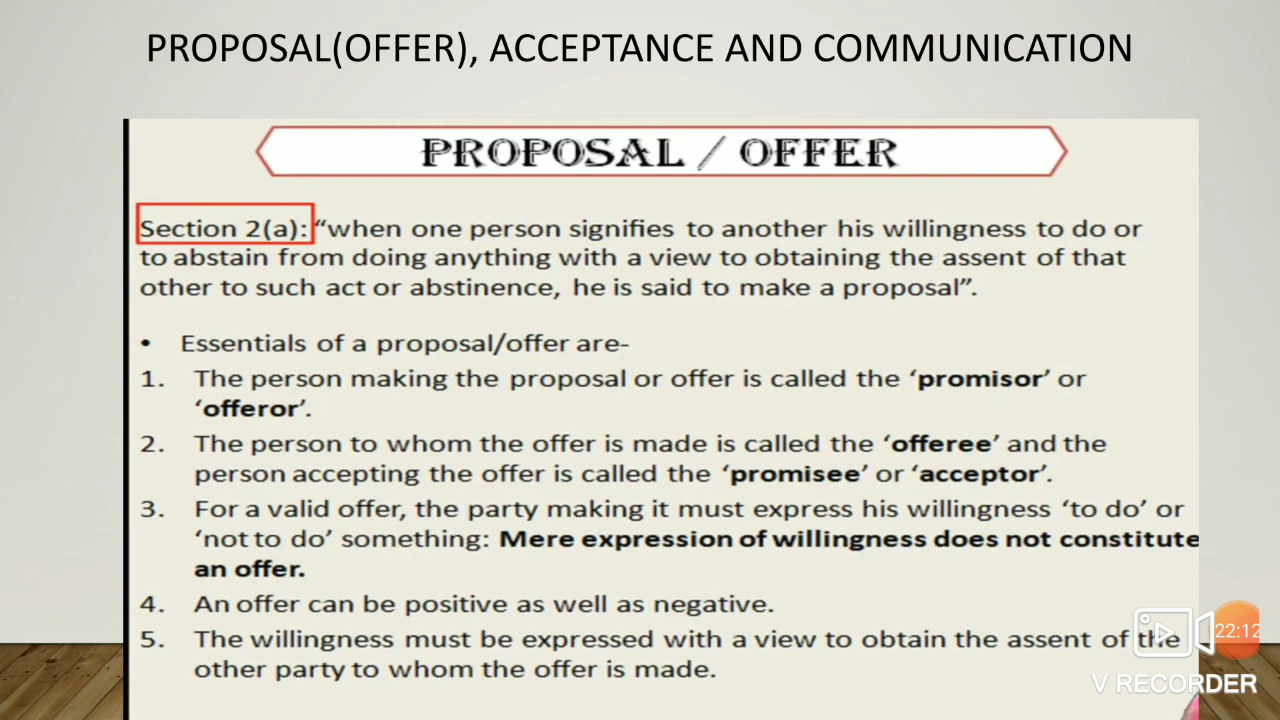 PROPOSAL(OFFER), ACCEPTANCE AND COMMUNICATION
PROPOSAL / OFFER
Section 2(a): “when one person signifies to another his willingness to do or
to abstain from doing anything with a view to obtaining the assent of that
other to such act or abstinence, he is said to make a proposal”.
• Essentials of a proposal/offer are-
1. The person making the proposal or offer is called the ‘promisor’ or
‘offeror’.
2. The person to whom the offer is made is called the ‘offeree’ and the
person accepting the offer is called the ‘promisee’ or ‘acceptor’.
3. For a valid offer, the party making it must express his willingness ‘to do’ or
‘not to do’ something: Mere expression of willingness does not constitute
an offer.
4. An offer can be positive as well as negative.
5. The willingness must be expressed with a view to obtain the assent of the
other party to whom the offer is made.
22:12
V RECORDER